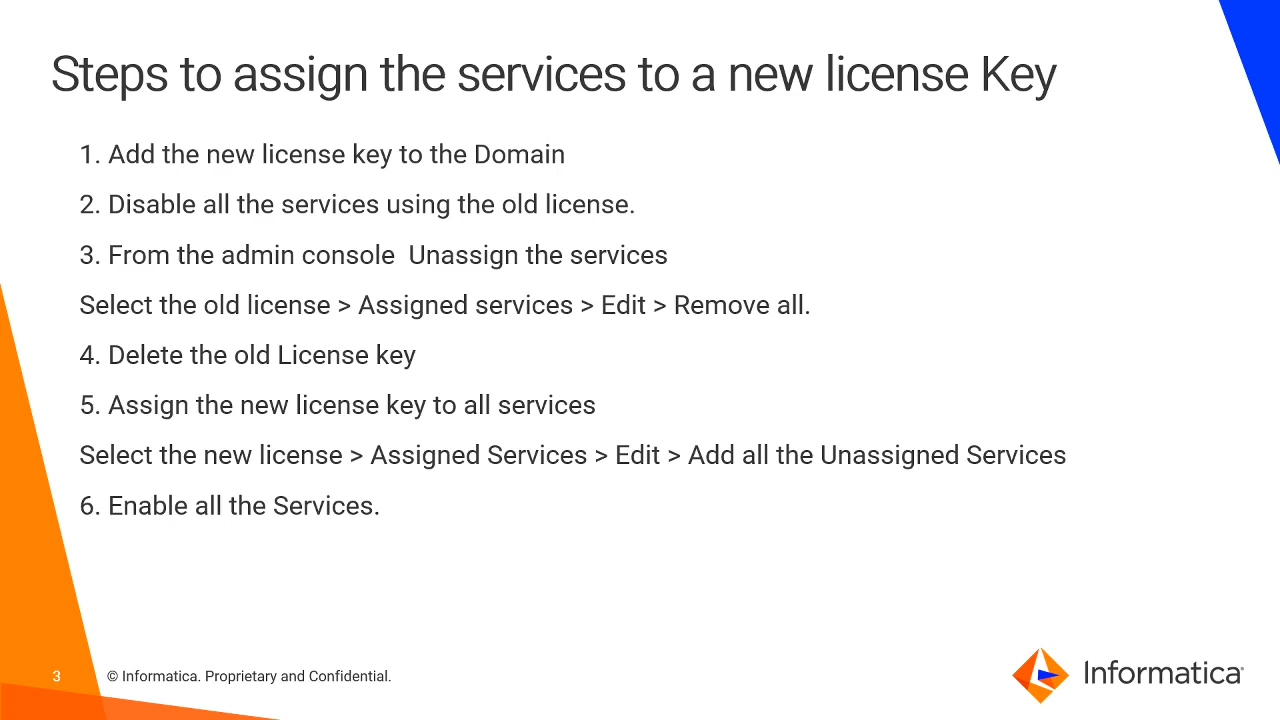 Steps to assign the services to a new license Key
1. Add the new license key to the Domain
2. Disable all the services using the old license.
3. From the admin console  Unassign the services
Select the old license > Assigned services > Edit > Remove all.
4. Delete the old License key
5. Assign the new license key to all services
Select the new license > Assigned Services > Edit > Add all the Unassigned Services
6. Enable all the Services.
3
© Informatica. Proprietary and Confidential.
Informatica